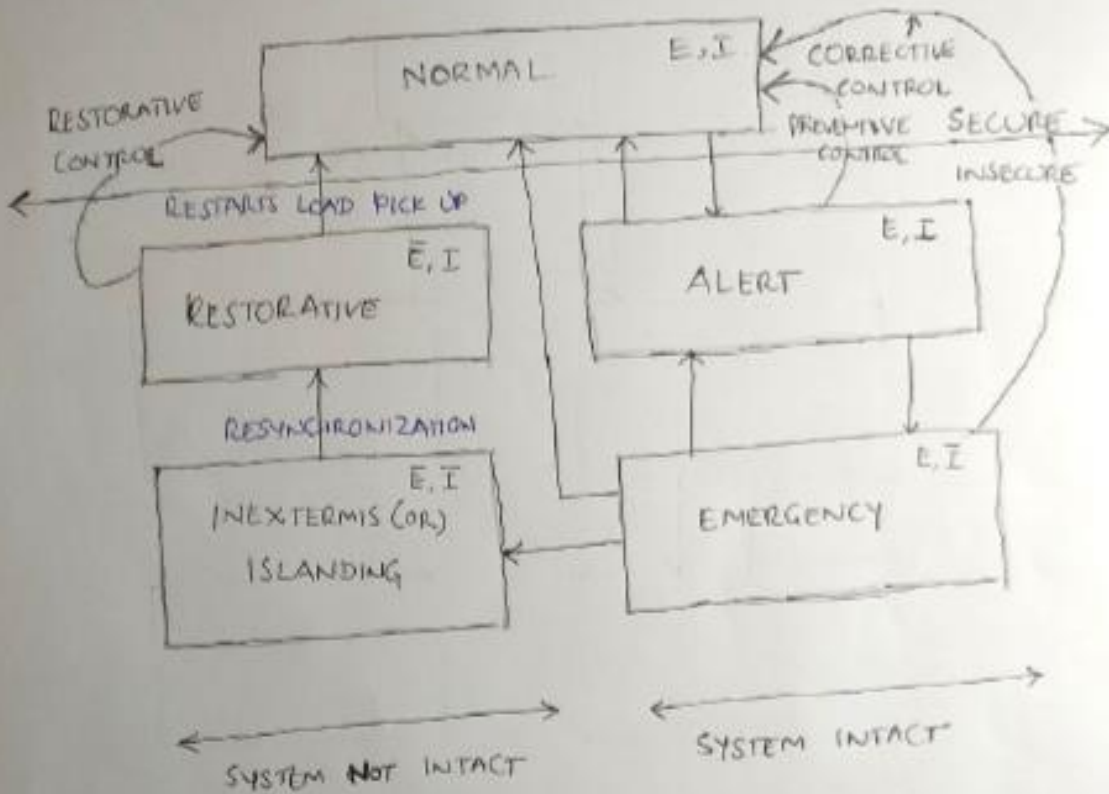 NORMAL
E, I
CORRECTIVE
CONTROL
RESTORATIVE
CONTROL
PREVENTIVE
CONTROL
SECURE
INSECURE
RESTARTS LOAD PICK UP
Ē, I
RESTORATIVE
E, I
ALERT
RESYNCHRONIZATION
Ē, Ī
INEXTERMIS (OR)
ISLANDING
E, Ī
EMERGENCY
SYSTEM NOT INTACT
SYSTEM INTACT